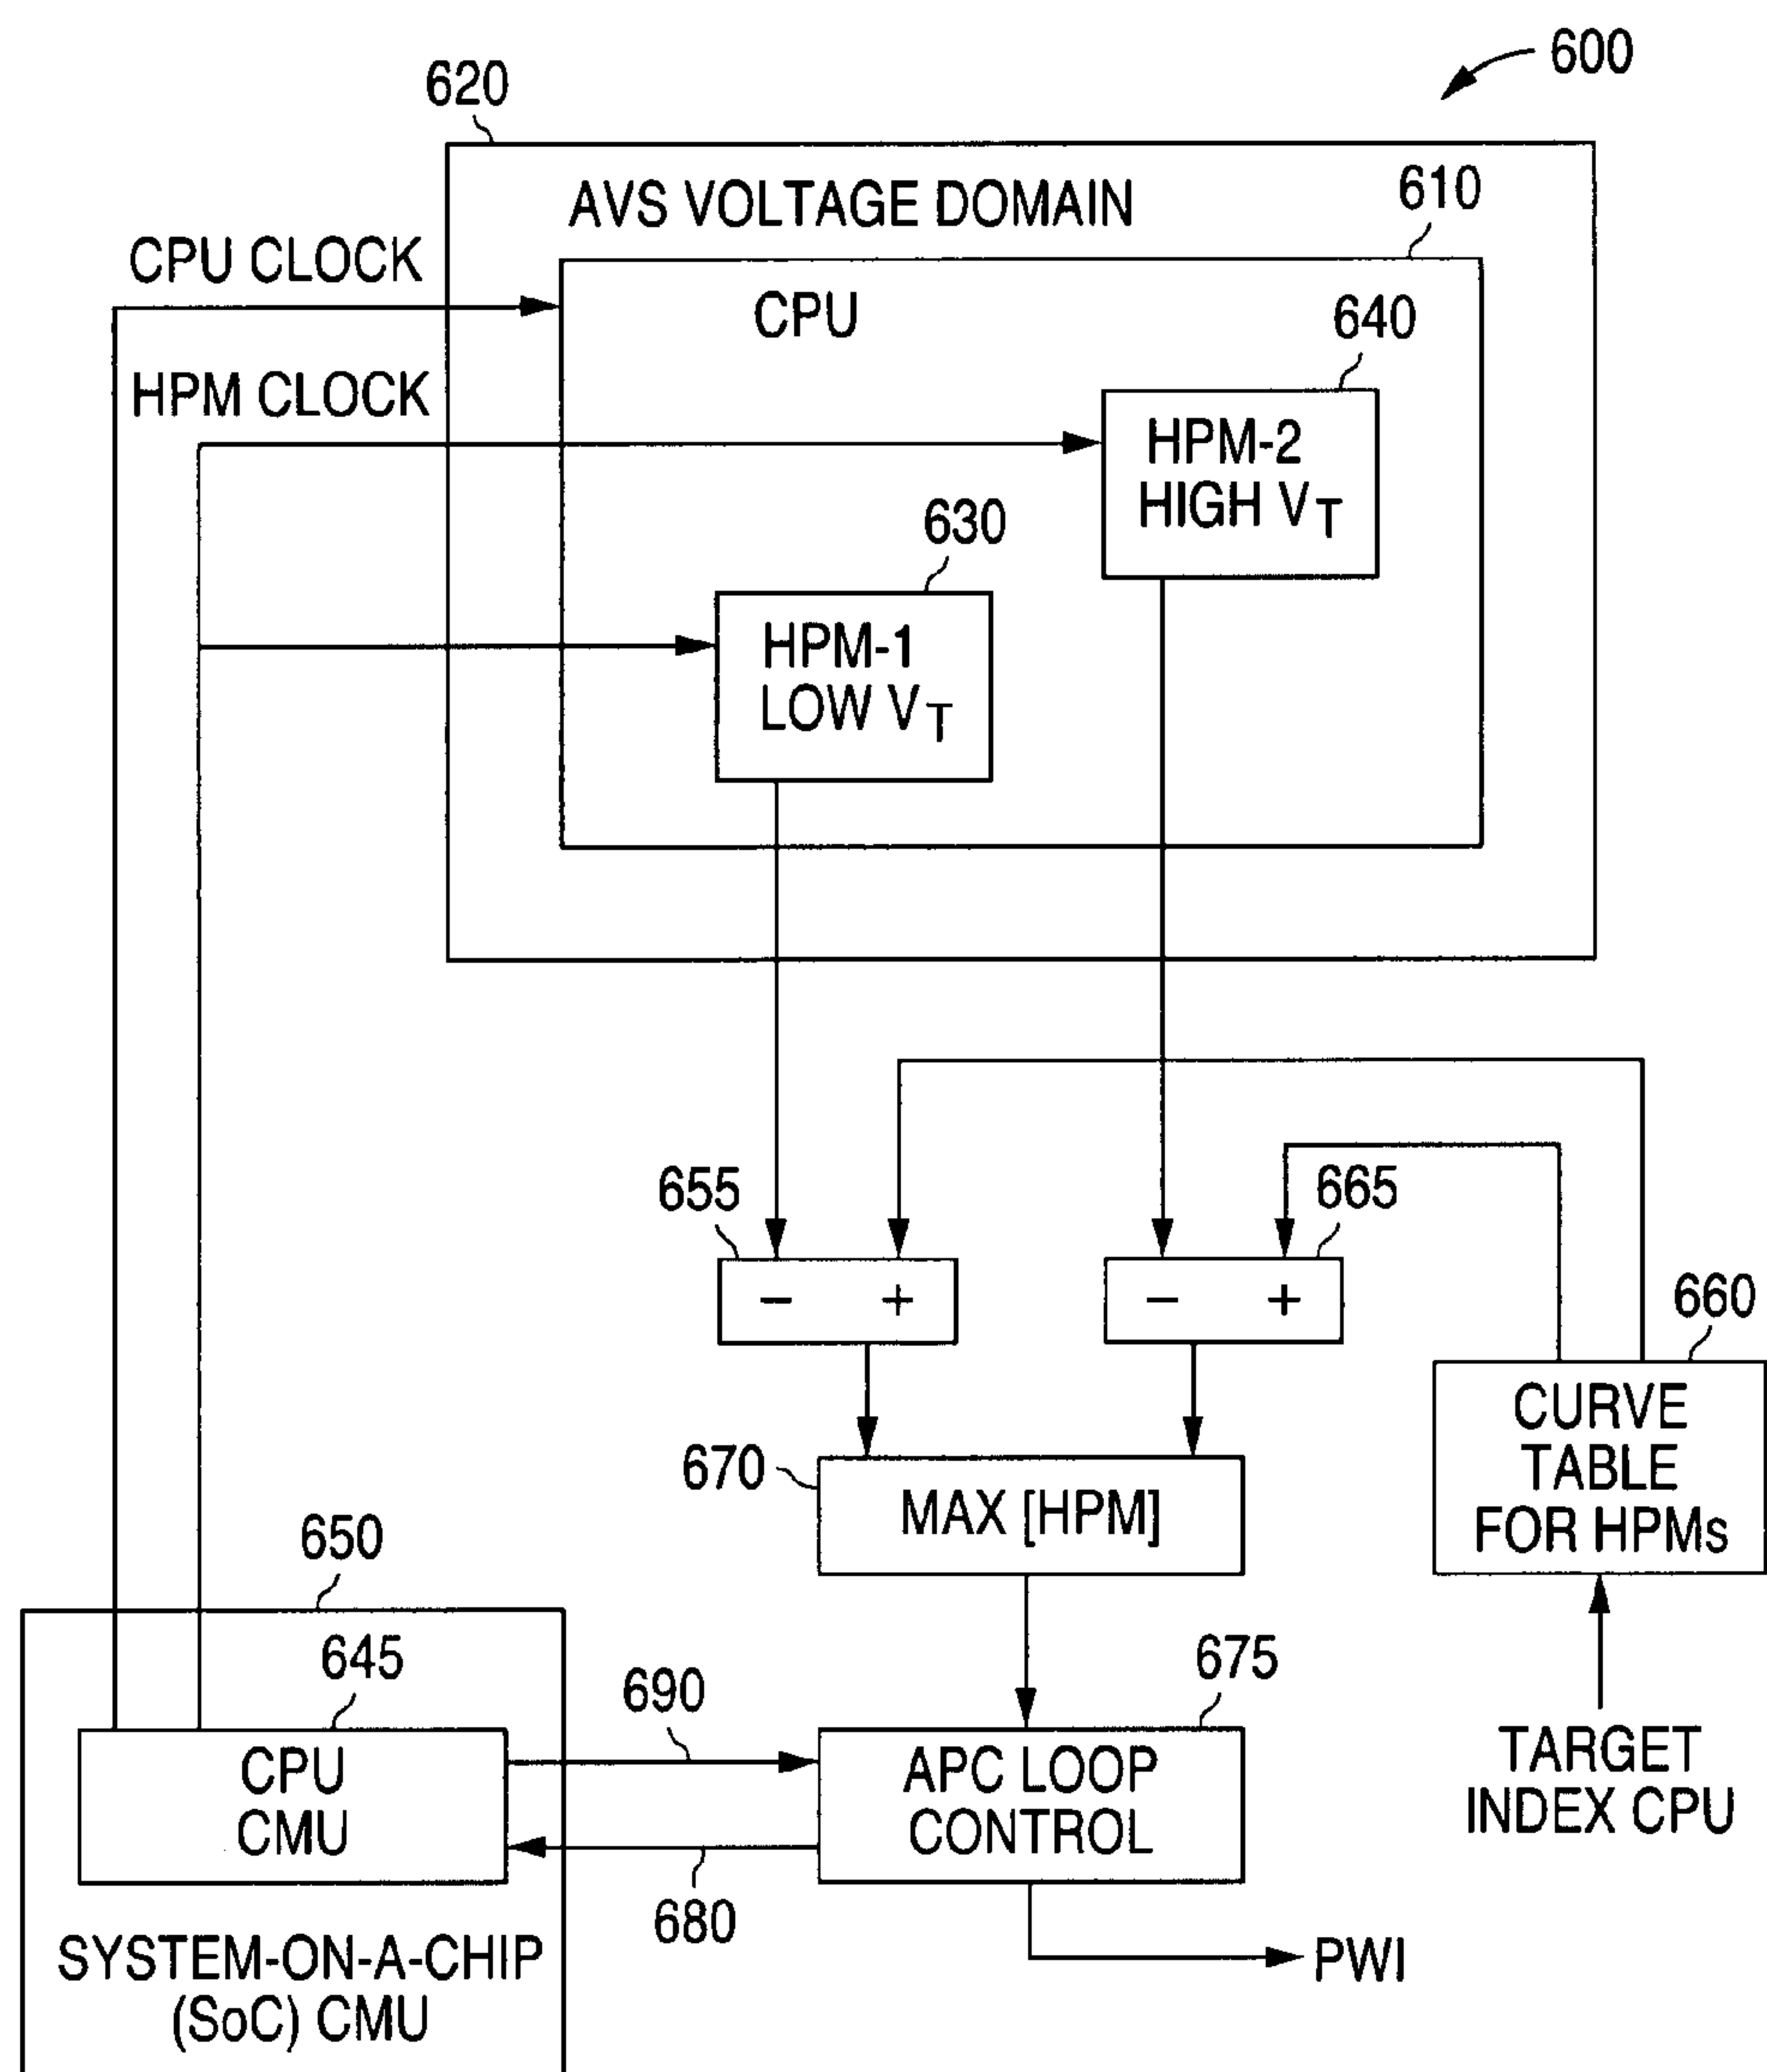 600
620
AVS VOLTAGE DOMAIN
610
CPU CLOCK
CPU
640
HPM CLOCK
HPM-2
HIGH VT
630
HPM-1
LOW VT
655
665
− +
− +
660
CURVE
TABLE
FOR HPMs
670
MAX [HPM]
650
645
690
675
CPU
CMU
APC LOOP
CONTROL
TARGET
INDEX CPU
680
SYSTEM-ON-A-CHIP
(SoC) CMU
PWI